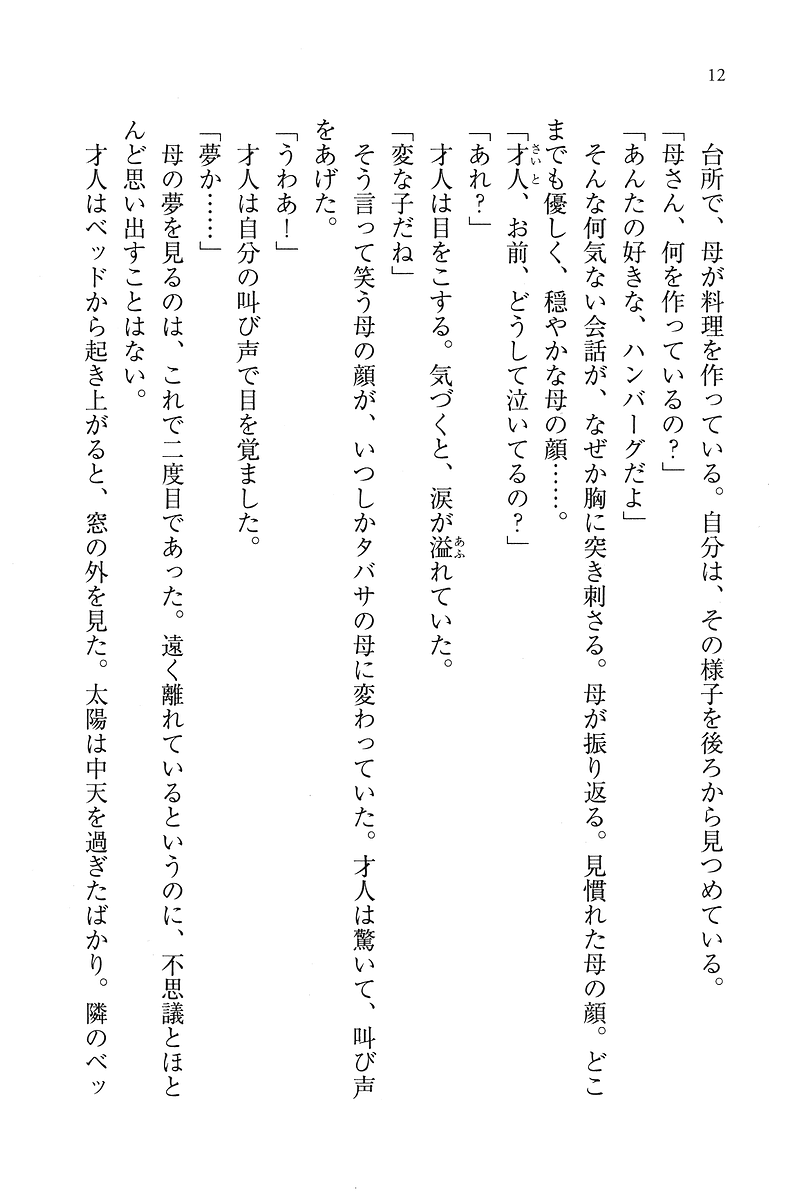 12
台所で、母が料理を作っている。自分は、その様子を後ろから見つめている。
「母さん、何を作っているの？」
「あんたの好きな、ハンバーグだよ」
そんな何気ない会話が、なぜか胸に突き刺さる。母が振り返る。見慣れた母の顔。どこ
までも優しく、穏やかな母の顔……。
「才人、お前、どうして泣いてるの？」
「あれ？」
才人は目をこする。気づくと、涙が溢れていた。
「変な子だね」
そう言って笑う母の顔が、いつしかタバサの母に変わっていた。才人は驚いて、叫び声
をあげた。
「うわあ！」
才人は自分の叫び声で目を覚ました。
「夢か……」
母の夢を見るのは、これで二度目であった。遠く離れているというのに、不思議とほと
んど思い出すことはない。
才人はベッドから起き上がると、窓の外を見た。太陽は中天を過ぎたばかり。隣のベッ